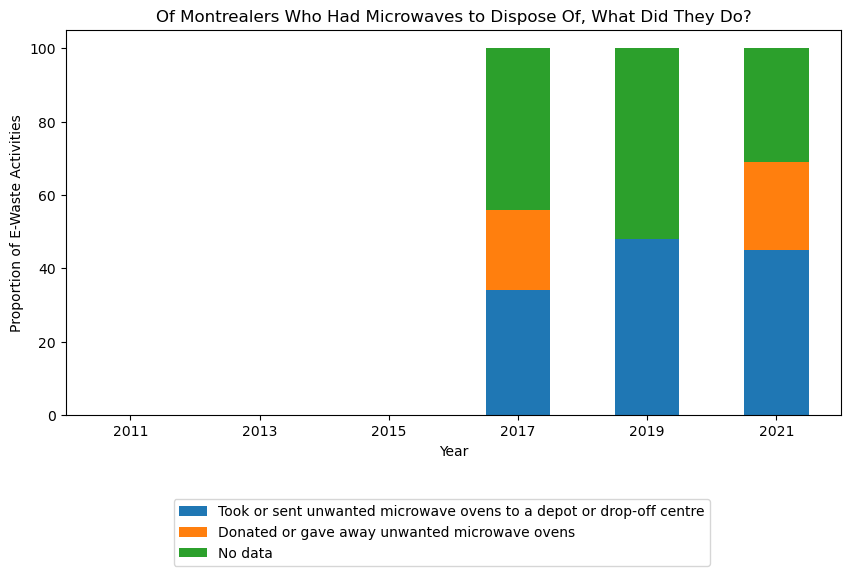 Of Montrealers Who Had Microwaves to Dispose Of, What Did They Do?
Proportion of E-Waste Activities
100
80
60
40
20
0
2011 2013 2015 2017 2019 2021
Year
Took or sent unwanted microwave ovens to a depot or drop-off centre
Donated or gave away unwanted microwave ovens
No data